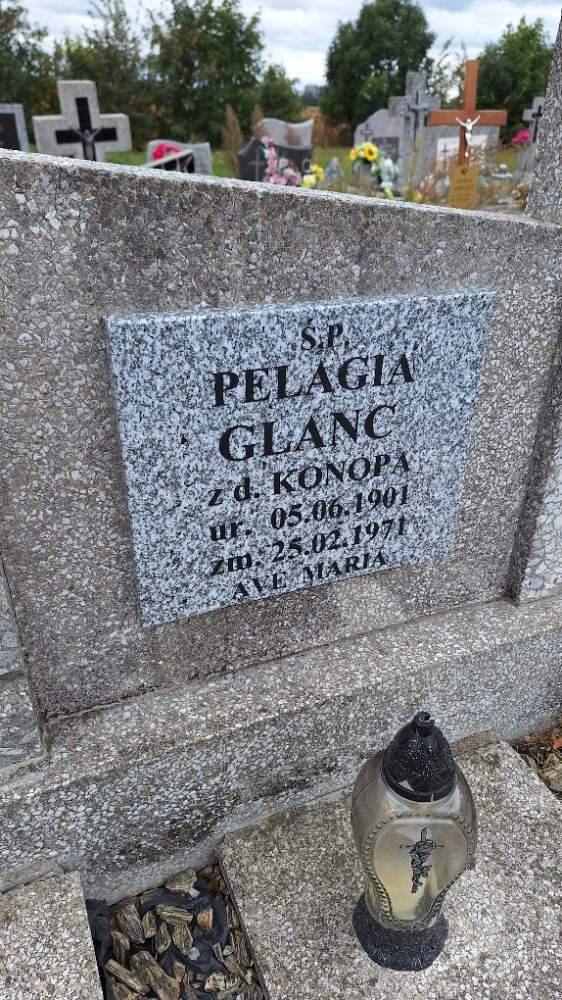 Ś.P.
PELAGIA
GLANC
z d. KONOPA
ur. 05.06.1901
zm. 25.02.1971
AVE MARIA